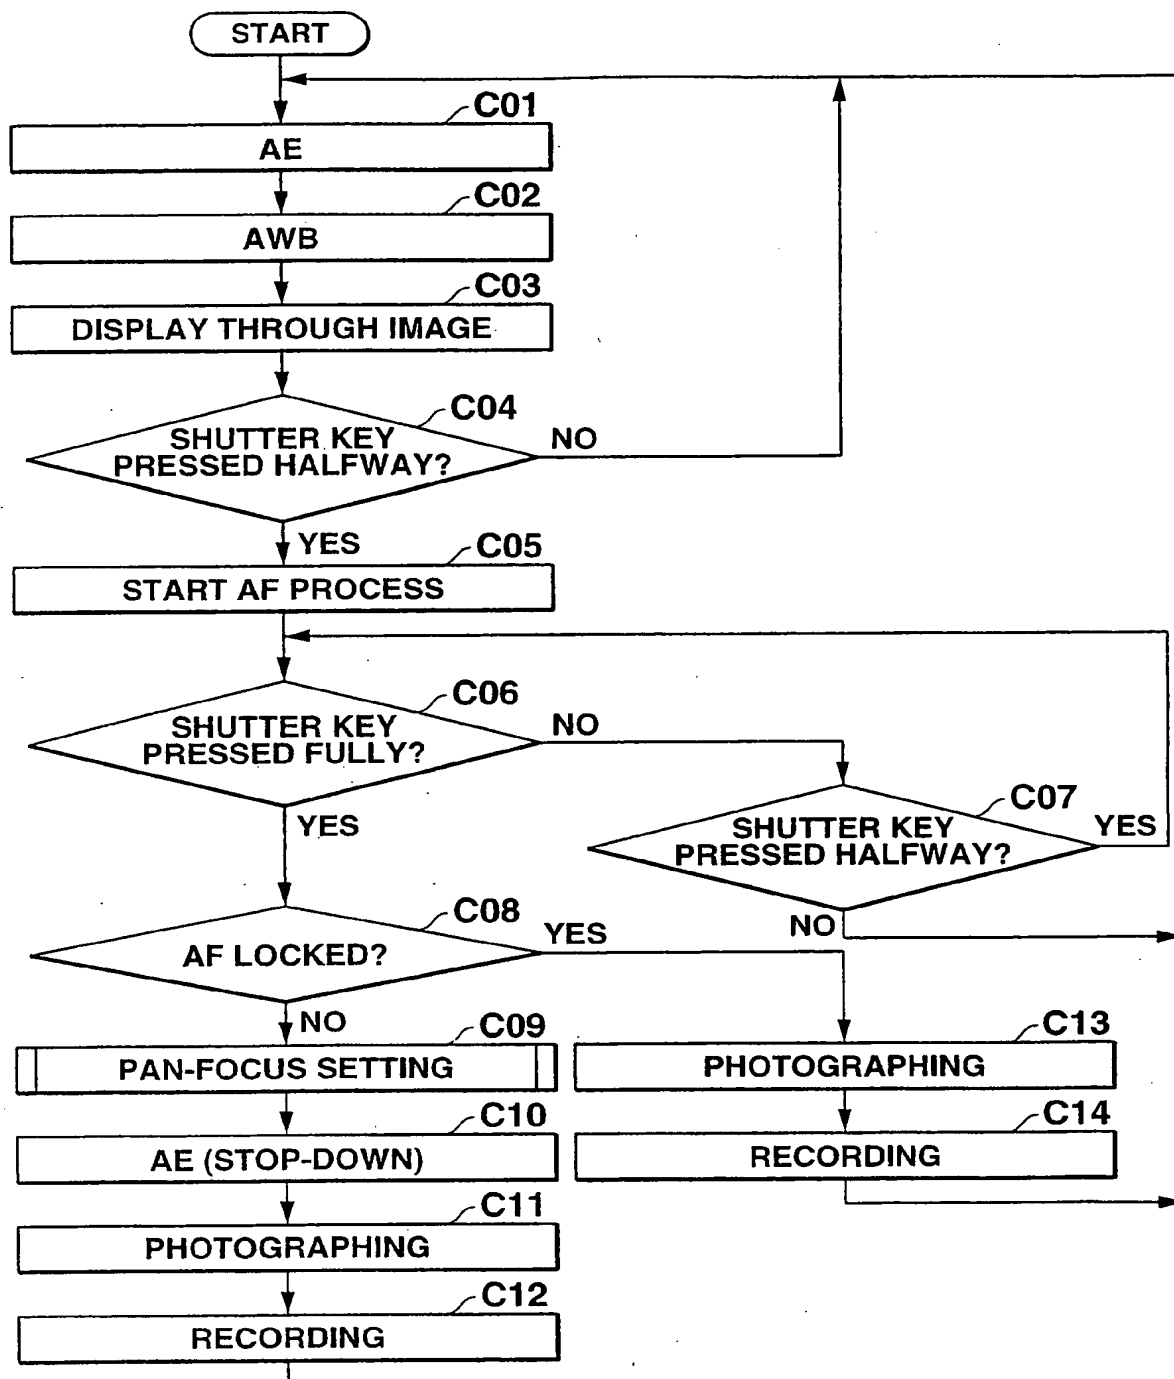 START
C01
AE
C02
AWB
C03
DISPLAY THROUGH IMAGE
C04
SHUTTER KEY
PRESSED HALFWAY?
NO
YES
C05
START AF PROCESS
C06
SHUTTER KEY
PRESSED FULLY?
NO
YES
C07
SHUTTER KEY
PRESSED HALFWAY?
YES
NO
C08
AF LOCKED?
YES
NO
C09
PAN-FOCUS SETTING
C13
PHOTOGRAPHING
C10
AE (STOP-DOWN)
C14
RECORDING
C11
PHOTOGRAPHING
C12
RECORDING